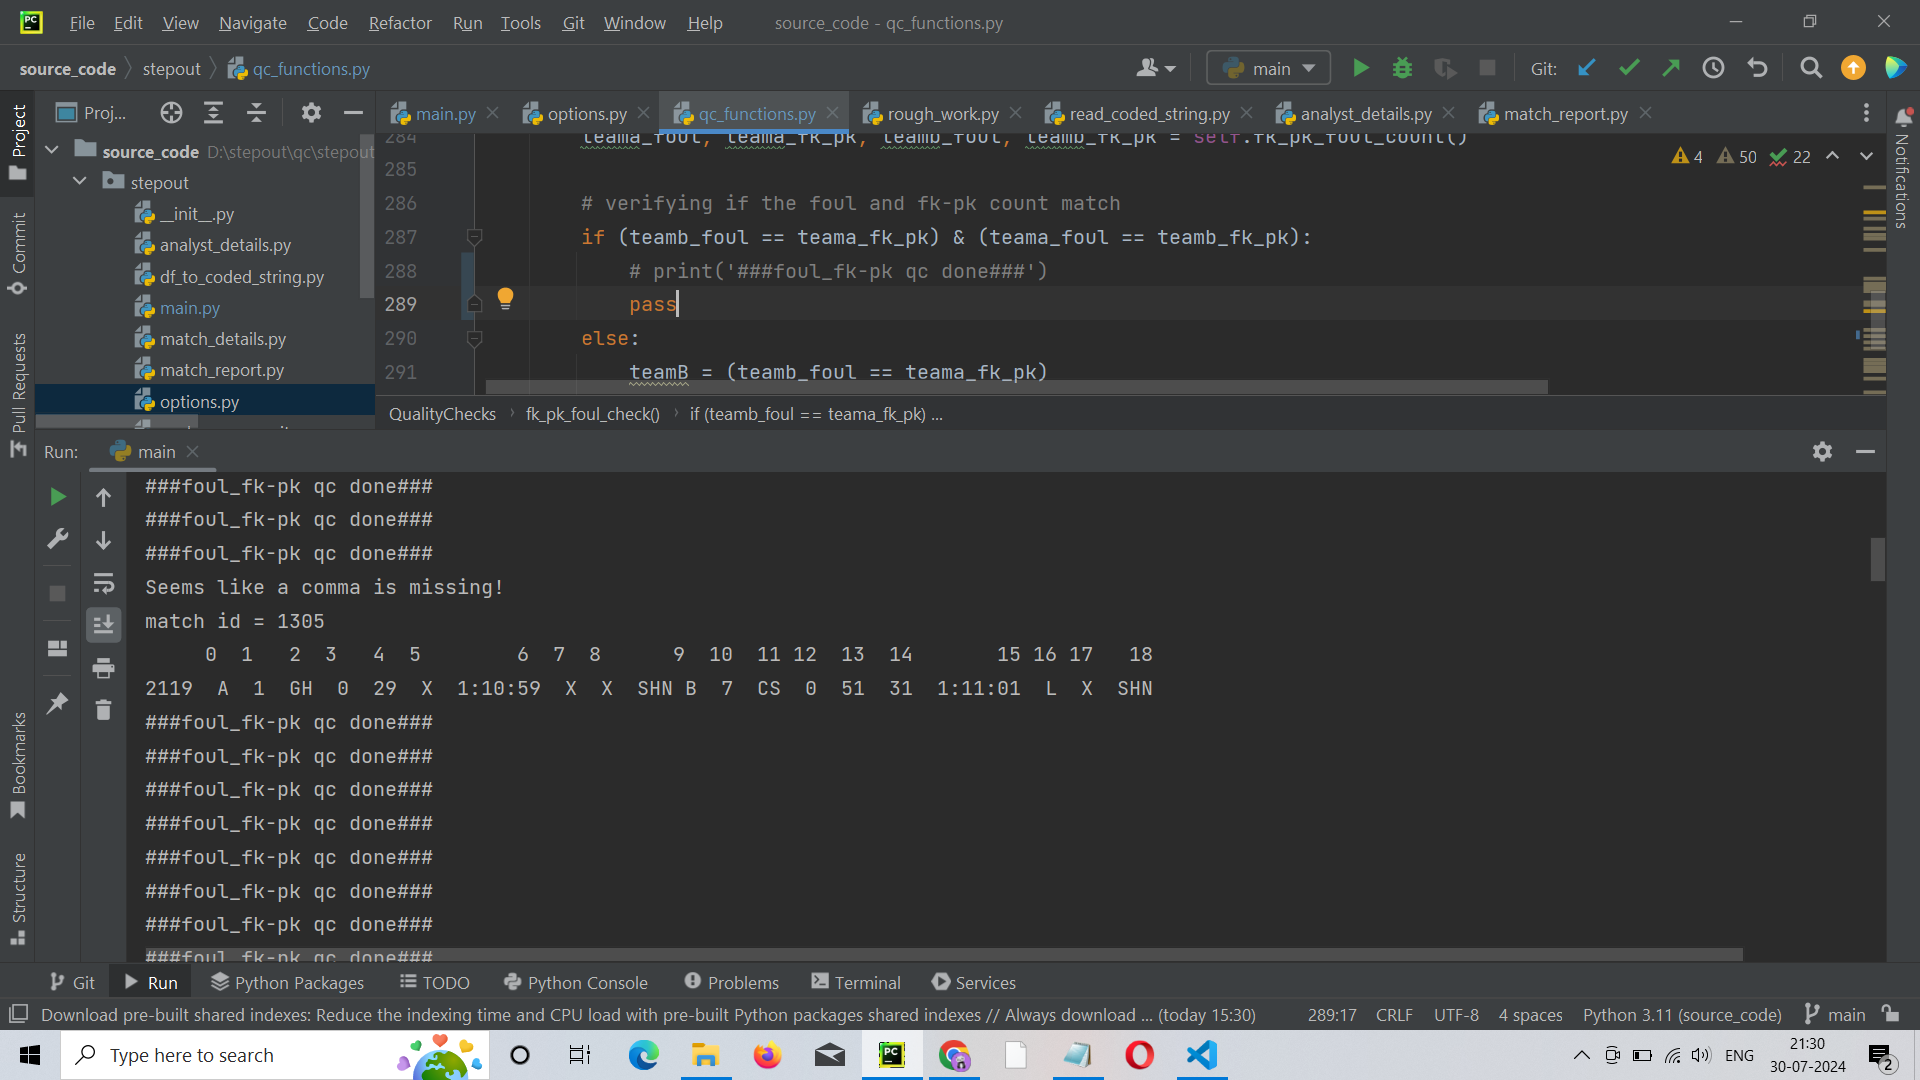 File Edit View Navigate Code Refactor Run Tools Git Window Help source_code - qc_functions.py
source_code stepout qc_functions.py main Git:
Project
Proj...
main.py options.py qc_functions.py rough_work.py read_coded_string.py analyst_details.py match_report.py
source_code D:\stepout\qc\stepout
stepout
__init__.py
analyst_details.py
df_to_coded_string.py
main.py
match_details.py
match_report.py
options.py
284 teama_foul, teama_fk_pk, teamb_foul, teamb_fk_pk = self.fk_pk_foul_count()
285
286 # verifying if the foul and fk-pk count match
287 if (teamb_foul == teama_fk_pk) & (teama_foul == teamb_fk_pk):
288 # print('###foul_fk-pk qc done###')
289 pass
290 else:
291 teamB = (teamb_foul == teama_fk_pk)
4 50 22
Notifications
QualityChecks fk_pk_foul_check() if (teamb_foul == teama_fk_pk) ...
Commit
Pull Requests
Bookmarks
Structure
Run: main
###foul_fk-pk qc done###
###foul_fk-pk qc done###
###foul_fk-pk qc done###
Seems like a comma is missing!
match id = 1305
0 1 2 3 4 5 6 7 8 9 10 11 12 13 14 15 16 17 18
2119 A 1 GH 0 29 X 1:10:59 X X SHN B 7 CS 0 51 31 1:11:01 L X SHN
###foul_fk-pk qc done###
###foul_fk-pk qc done###
###foul_fk-pk qc done###
###foul_fk-pk qc done###
###foul_fk-pk qc done###
###foul_fk-pk qc done###
###foul_fk-pk qc done###
###foul_fk-pk qc done###
Git Run Python Packages TODO Python Console Problems Terminal Services
Download pre-built shared indexes: Reduce the indexing time and CPU load with pre-built Python packages shared indexes // Always download ... (today 15:30) 289:17 CRLF UTF-8 4 spaces Python 3.11 (source_code) main
Type here to search
ENG
21:30
30-07-2024
2